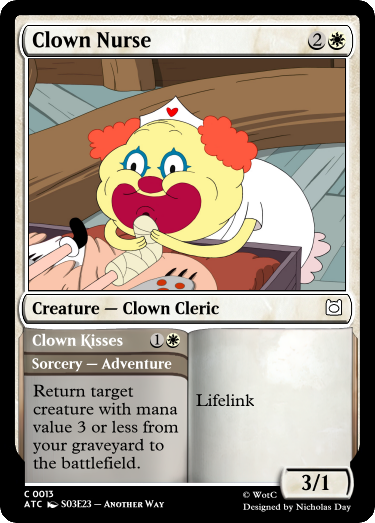 Clown Nurse 2
Creature — Clown Cleric
Clown Kisses 1
Sorcery — Adventure
Return target
creature with mana
value 3 or less from
your graveyard to
the battlefield.
Lifelink
3/1
C 0013
ATC S03E23 — Another Way
© WotC
Designed by Nicholas Day